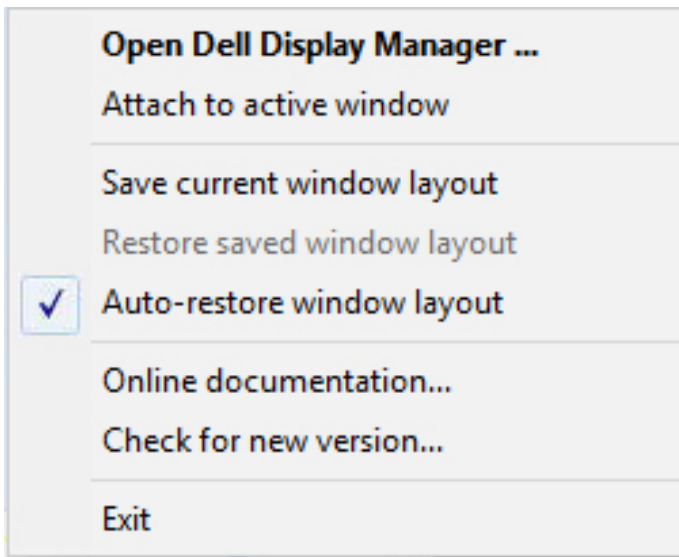 Open Dell Display Manager ...
Attach to active window
Save current window layout
Restore saved window layout
Auto-restore window layout
Online documentation...
Check for new version...
Exit